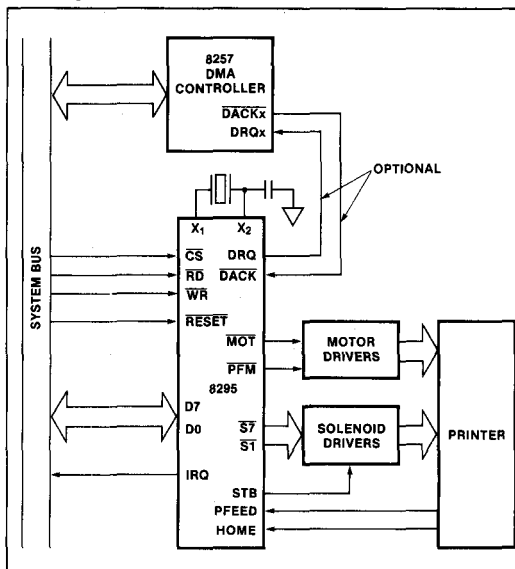 8257
DMA
CONTROLLER
DACKx
DRQx
OPTIONAL
X1 X2
SYSTEM BUS
CS DRQ
RD DACK
WR
RESET
MOT
MOTOR
DRIVERS
PFM
8295
D7
D0
S7
S1
SOLENOID
DRIVERS
PRINTER
IRQ
STB
PFEED
HOME